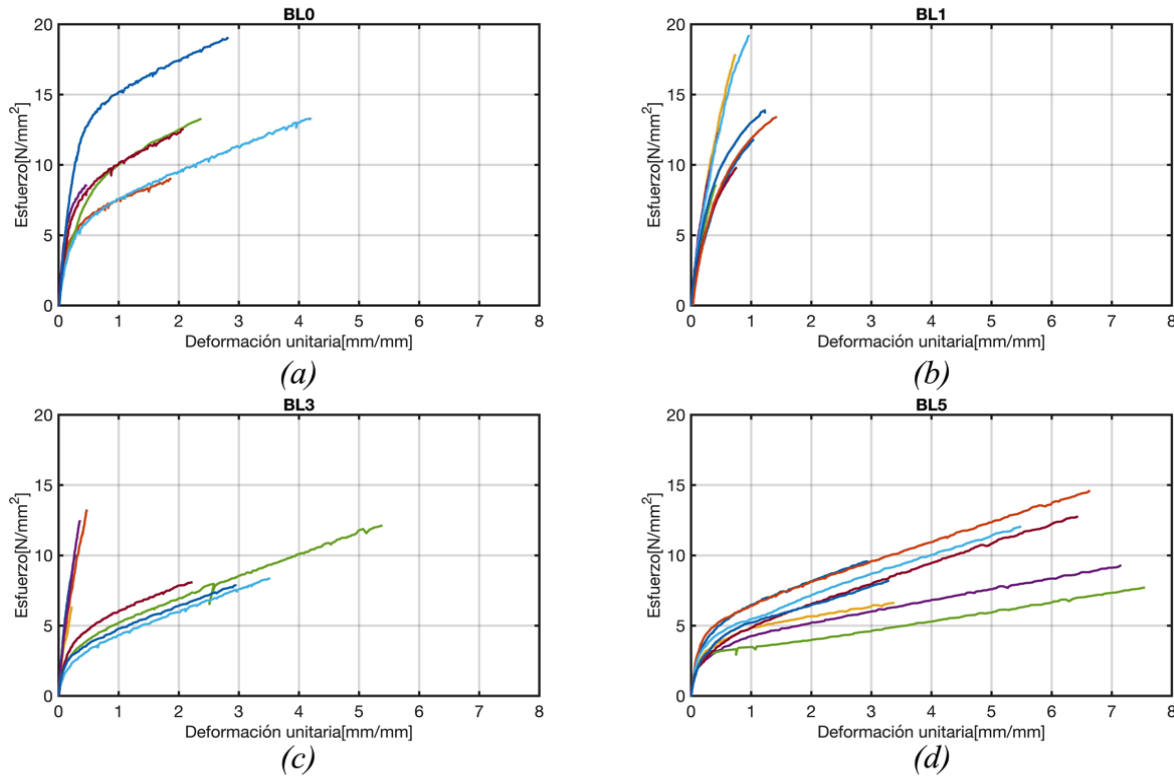 BL0
20
15
10
5
0
Esfuerzo[N/mm²]
0 1 2 3 4 5 6 7 8
Deformación unitaria[mm/mm]
(a)
BL1
20
15
10
5
0
Esfuerzo[N/mm²]
0 1 2 3 4 5 6 7 8
Deformación unitaria[mm/mm]
(b)
BL3
20
15
10
5
0
Esfuerzo[N/mm²]
0 1 2 3 4 5 6 7 8
Deformación unitaria[mm/mm]
(c)
BL5
20
15
10
5
0
Esfuerzo[N/mm²]
0 1 2 3 4 5 6 7 8
Deformación unitaria[mm/mm]
(d)